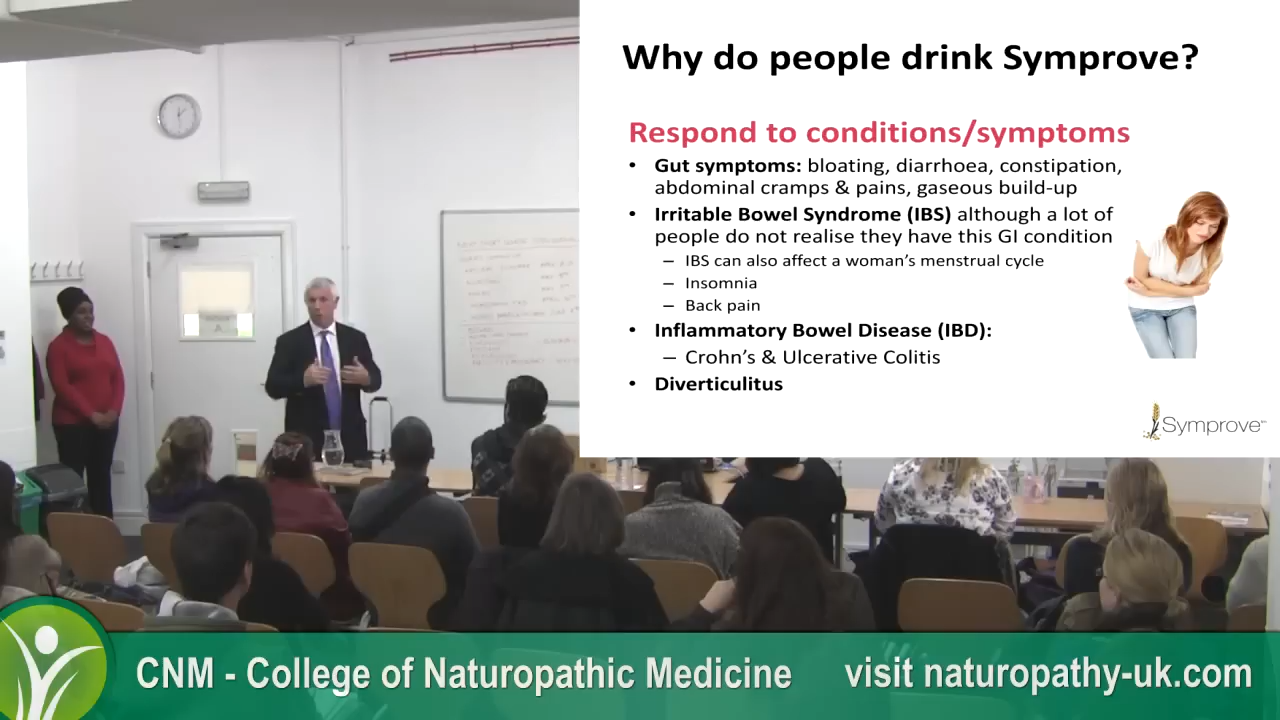 Why do people drink Symprove?
Respond to conditions/symptoms
• Gut symptoms: bloating, diarrhoea, constipation,
abdominal cramps & pains, gaseous build-up
• Irritable Bowel Syndrome (IBS) although a lot of
people do not realise they have this GI condition
– IBS can also affect a woman's menstrual cycle
– Insomnia
– Back pain
• Inflammatory Bowel Disease (IBD):
– Crohn's & Ulcerative Colitis
• Diverticulitus
Symprove™
CNM - College of Naturopathic Medicine visit naturopathy-uk.com